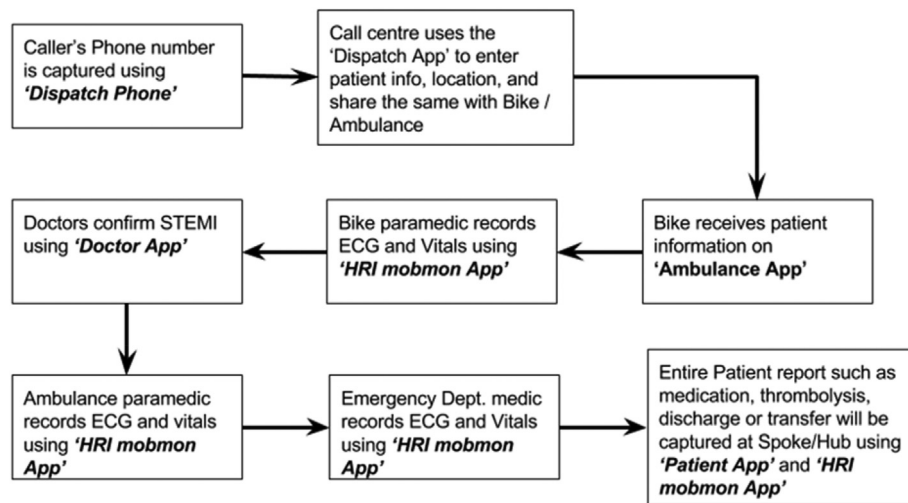 Caller's Phone number
is captured using
‘Dispatch Phone’
Call centre uses the
‘Dispatch App’ to enter
patient info, location, and
share the same with Bike /
Ambulance
Bike receives patient
information on
‘Ambulance App’
Bike paramedic records
ECG and Vitals using
‘HRI mobmon App’
Doctors confirm STEMI
using ‘Doctor App’
Ambulance paramedic
records ECG and vitals
using ‘HRI mobmon
App’
Emergency Dept. medic
records ECG and Vitals
using ‘HRI mobmon
App’
Entire Patient report such as
medication, thrombolysis,
discharge or transfer will be
captured at Spoke/Hub using
‘Patient App’ and ‘HRI
mobmon App’